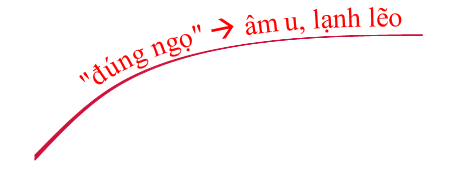 "đúng ngọ" → âm u, lạnh lẽo